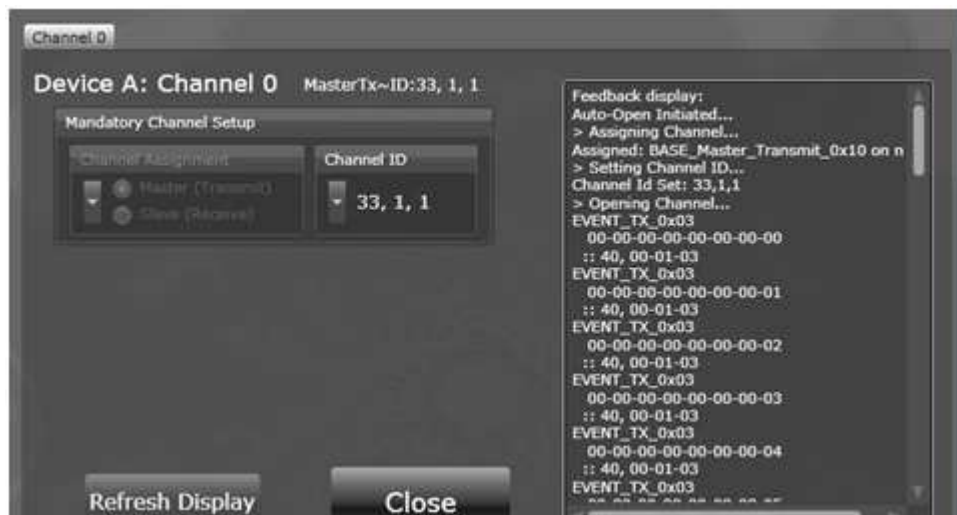 Channel 0
Device A: Channel 0 MasterTx~ID:33, 1, 1
Mandatory Channel Setup
Channel Assignment
Master (Transmit)
Slave (Receive)
Channel ID
33, 1, 1
Refresh Display
Close
Feedback display:
Auto-Open Initiated...
> Assigning Channel...
Assigned: BASE_Master_Transmit_0x10 on n
> Setting Channel ID...
Channel Id Set: 33,1,1
> Opening Channel...
EVENT_TX_0x03
00-00-00-00-00-00-00-00
:: 40, 00-01-03
EVENT_TX_0x03
00-00-00-00-00-00-00-01
:: 40, 00-01-03
EVENT_TX_0x03
00-00-00-00-00-00-00-02
:: 40, 00-01-03
EVENT_TX_0x03
00-00-00-00-00-00-00-03
:: 40, 00-01-03
EVENT_TX_0x03
00-00-00-00-00-00-00-04
:: 40, 00-01-03
EVENT_TX_0x03